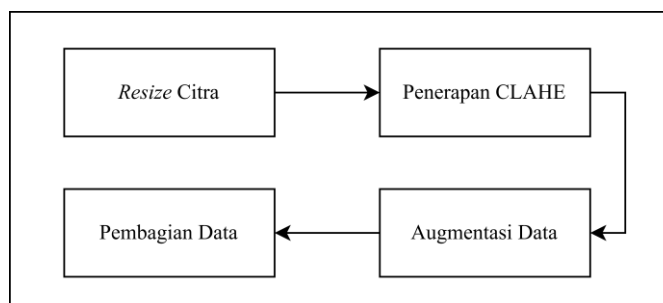 Resize Citra
Penerapan CLAHE
Augmentasi Data
Pembagian Data